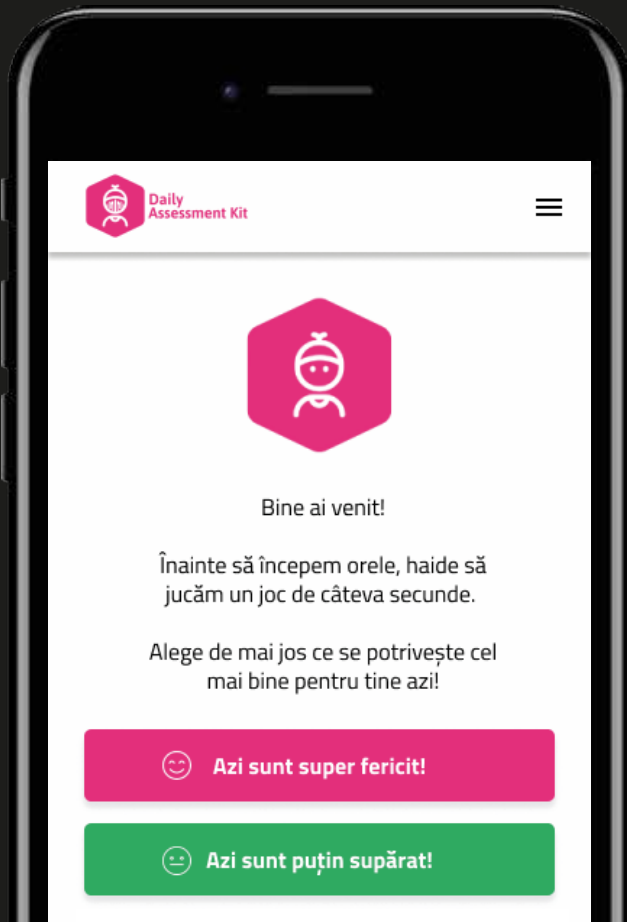 Daily
Assessment Kit
Bine ai venit!
Înainte să începem orele, haide să
jucăm un joc de câteva secunde.
Alege de mai jos ce se potrivește cel
mai bine pentru tine azi!
Azi sunt super fericit!
Azi sunt puțin supărat!